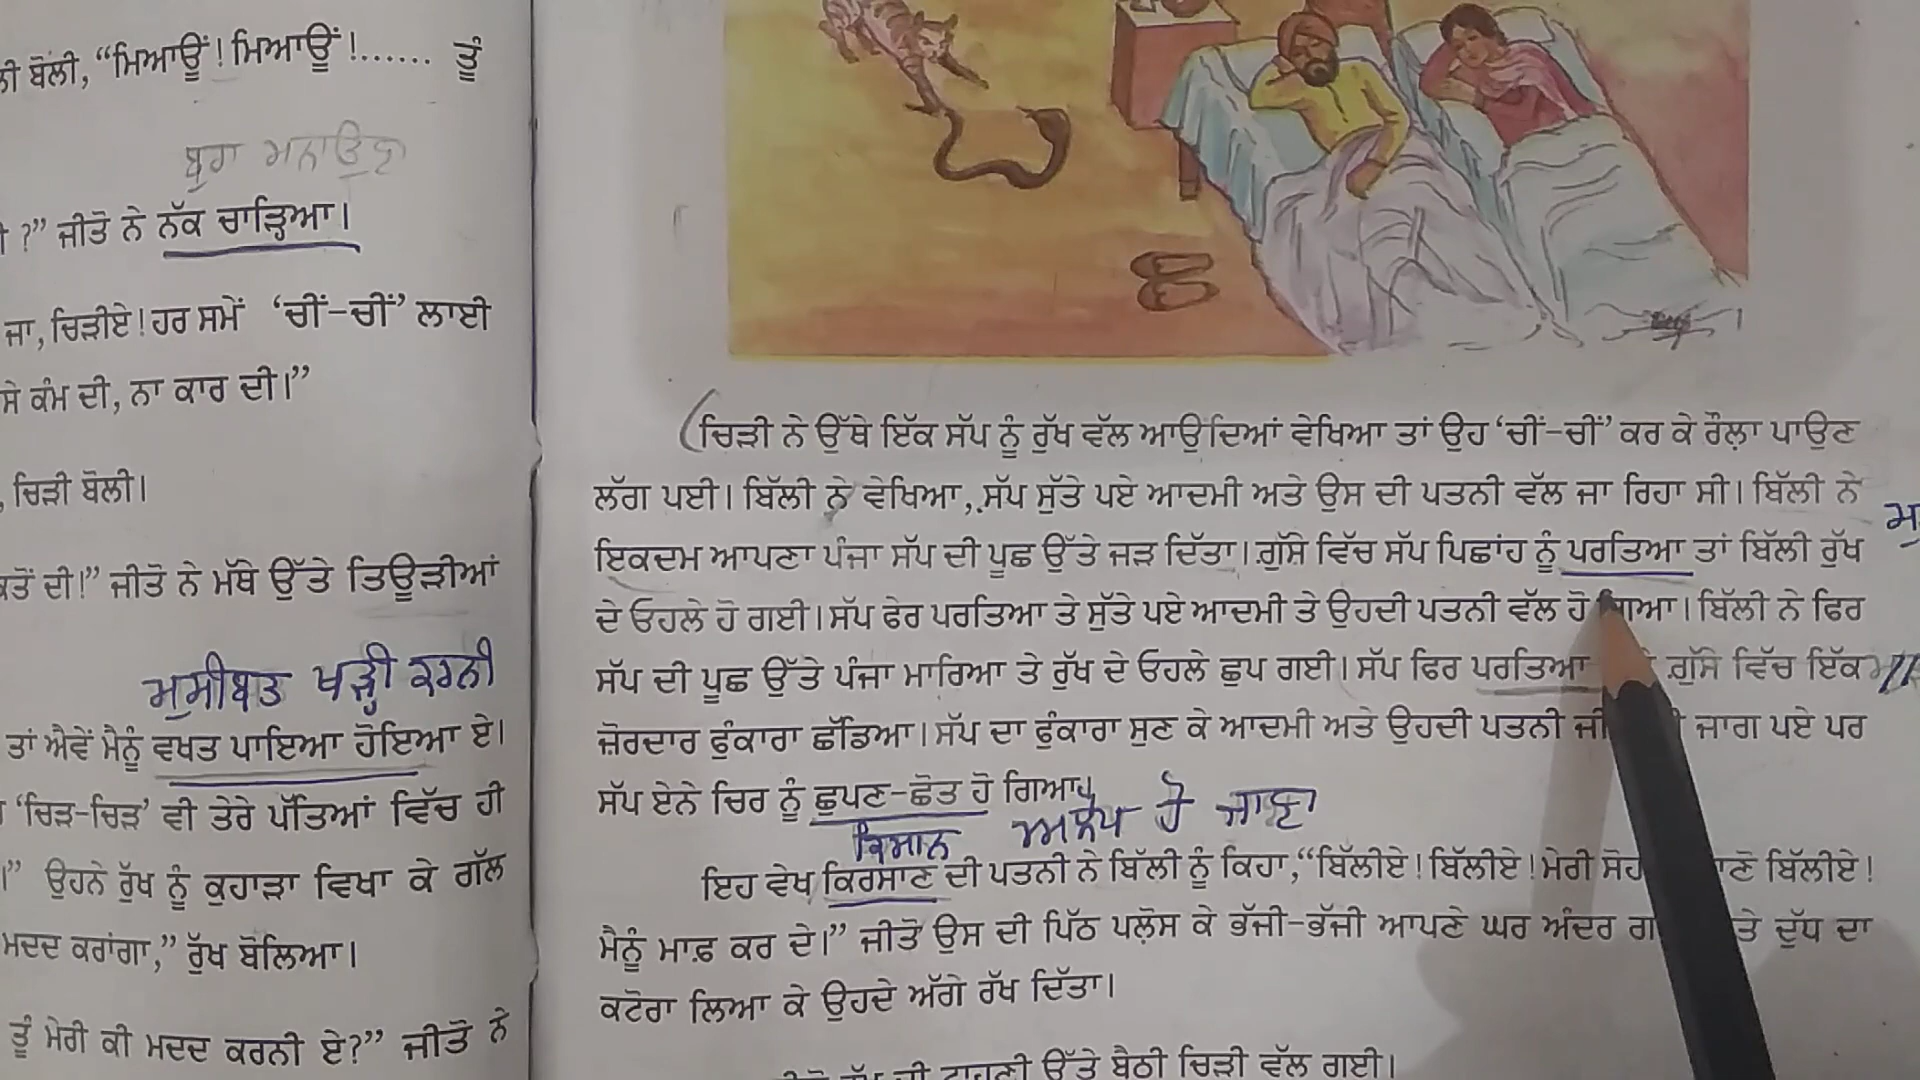 ਬੋਲੀ, “ਮਿਆਊਂ! ਮਿਆਊਂ!...... ਤੂੰ
ਬੁਰਾ ਮਨਾਉਣਾ
?” ਜੀਤੋ ਨੇ ਨੱਕ ਚਾੜ੍ਹਿਆ।
ਜਾ, ਚਿੜੀਏ! ਹਰ ਸਮੇਂ ‘ਚੀਂ-ਚੀਂ’ ਲਾਈ
ਸੇ ਕੰਮ ਦੀ, ਨਾ ਕਾਰ ਦੀ।”
, ਚਿੜੀ ਬੋਲੀ।
ਦੀ!” ਜੀਤੋ ਨੇ ਮੱਥੇ ਉੱਤੇ ਤਿਊੜੀਆਂ
ਮੁਸੀਬਤ ਖੜ੍ਹੀ ਕਰਨੀ
ਤਾਂ ਐਵੇਂ ਮੈਨੂੰ ਵਖਤ ਪਾਇਆ ਹੋਇਆ ਏ।
‘ਚਿੜ-ਚਿੜ’ ਵੀ ਤੇਰੇ ਪੱਤਿਆਂ ਵਿੱਚ ਹੀ
।” ਉਹਨੇ ਰੁੱਖ ਨੂੰ ਕੁਹਾੜਾ ਵਿਖਾ ਕੇ ਗੱਲ
ਮਦਦ ਕਰਾਂਗਾ,” ਰੁੱਖ ਬੋਲਿਆ।
ਤੂੰ ਮੇਰੀ ਕੀ ਮਦਦ ਕਰਨੀ ਏ?” ਜੀਤੋ ਨੇ
(ਚਿੜੀ ਨੇ ਉੱਥੇ ਇੱਕ ਸੱਪ ਨੂੰ ਰੁੱਖ ਵੱਲ ਆਉਂਦਿਆਂ ਵੇਖਿਆ ਤਾਂ ਉਹ ‘ਚੀਂ-ਚੀਂ’ ਕਰ ਕੇ ਰੌਲ਼ਾ ਪਾਉਣ
ਲੱਗ ਪਈ। ਬਿੱਲੀ ਨੇ ਵੇਖਿਆ, ਸੱਪ ਸੁੱਤੇ ਪਏ ਆਦਮੀ ਅਤੇ ਉਸ ਦੀ ਪਤਨੀ ਵੱਲ ਜਾ ਰਿਹਾ ਸੀ। ਬਿੱਲੀ ਨੇ
ਇਕਦਮ ਆਪਣਾ ਪੰਜਾ ਸੱਪ ਦੀ ਪੂਛ ਉੱਤੇ ਜੜ ਦਿੱਤਾ। ਗੁੱਸੇ ਵਿੱਚ ਸੱਪ ਪਿਛਾਂਹ ਨੂੰ ਪਰਤਿਆ ਤਾਂ ਬਿੱਲੀ ਰੁੱਖ
ਦੇ ਓਹਲੇ ਹੋ ਗਈ। ਸੱਪ ਫੇਰ ਪਰਤਿਆ ਤੇ ਸੁੱਤੇ ਪਏ ਆਦਮੀ ਤੇ ਉਹਦੀ ਪਤਨੀ ਵੱਲ ਹੋ ਗਿਆ। ਬਿੱਲੀ ਨੇ ਫਿਰ
ਸੱਪ ਦੀ ਪੂਛ ਉੱਤੇ ਪੰਜਾ ਮਾਰਿਆ ਤੇ ਰੁੱਖ ਦੇ ਓਹਲੇ ਛੁਪ ਗਈ। ਸੱਪ ਫਿਰ ਪਰਤਿਆ ਗੁੱਸੇ ਵਿੱਚ ਇੱਕ
ਜ਼ੋਰਦਾਰ ਫੁੰਕਾਰਾ ਛੱਡਿਆ। ਸੱਪ ਦਾ ਫੁੰਕਾਰਾ ਸੁਣ ਕੇ ਆਦਮੀ ਅਤੇ ਉਹਦੀ ਪਤਨੀ ਜਾਗ ਪਏ ਪਰ
ਸੱਪ ਏਨੇ ਚਿਰ ਨੂੰ ਛੁਪਣ-ਛੋਤ ਹੋ ਗਿਆ।
ਕਿਸਾਨ ਅਲੋਪ ਹੋ ਜਾਣਾ
ਇਹ ਵੇਖ ਕਿਰਸਾਣ ਦੀ ਪਤਨੀ ਨੇ ਬਿੱਲੀ ਨੂੰ ਕਿਹਾ, “ਬਿੱਲੀਏ! ਬਿੱਲੀਏ! ਮੇਰੀ ਬਿੱਲੀਏ!
ਮੈਨੂੰ ਮਾਫ਼ ਕਰ ਦੇ।” ਜੀਤੋ ਉਸ ਦੀ ਪਿੱਠ ਪਲ਼ੋਸ ਕੇ ਭੱਜੀ-ਭੱਜੀ ਆਪਣੇ ਘਰ ਅੰਦਰ ਤੇ ਦੁੱਧ ਦਾ
ਕਟੋਰਾ ਲਿਆ ਕੇ ਉਹਦੇ ਅੱਗੇ ਰੱਖ ਦਿੱਤਾ।
ਉੱਤੇ ਬੈਠੀ ਚਿੜੀ ਵੱਲ ਗਈ।